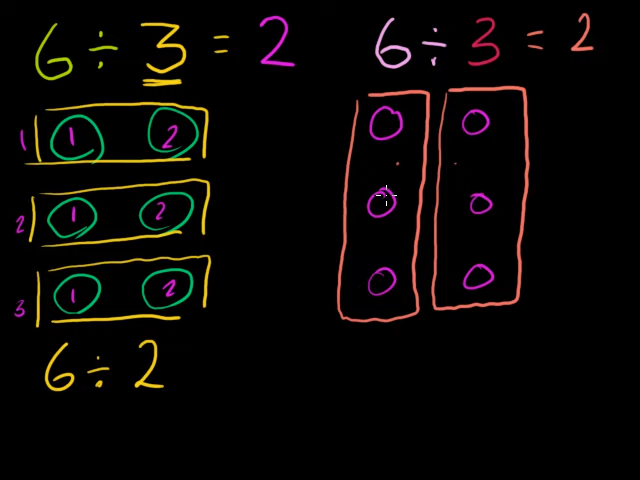 6 ÷ 3 = 2
6 ÷ 3 = 2
1 1 2
2 1 2
3 1 2
6 ÷ 2